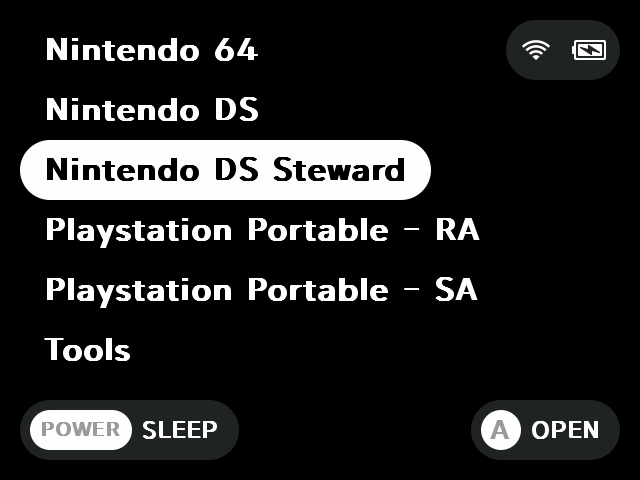 Nintendo 64
Nintendo DS
Nintendo DS Steward
Playstation Portable - RA
Playstation Portable - SA
Tools
POWER SLEEP
A OPEN